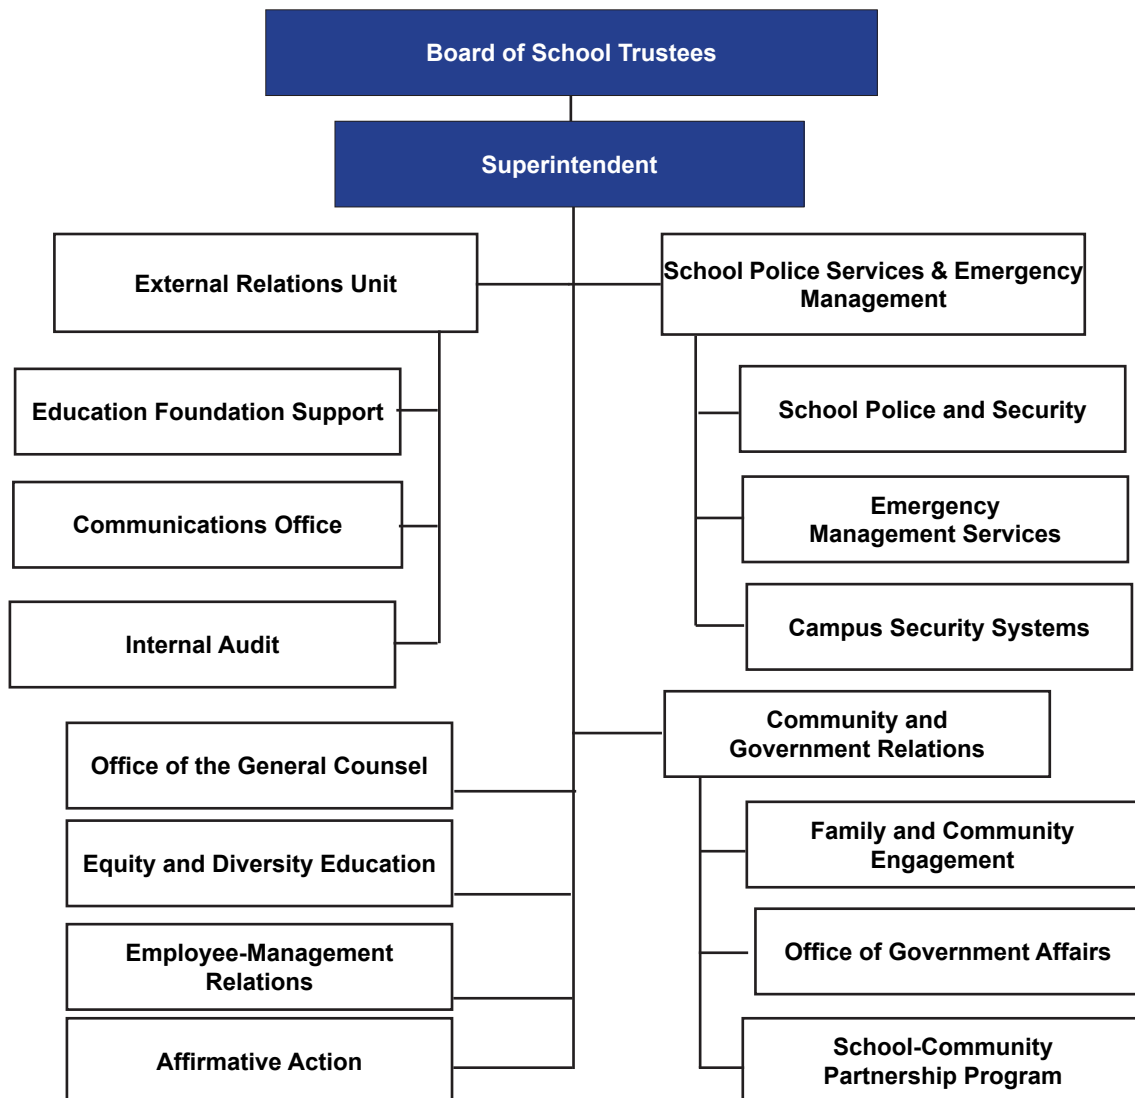 Board of School Trustees
Superintendent
External Relations Unit
School Police Services & Emergency
Management
Education Foundation Support
School Police and Security
Communications Office
Emergency
Management Services
Internal Audit
Campus Security Systems
Community and
Government Relations
Office of the General Counsel
Equity and Diversity Education
Family and Community
Engagement
Employee-Management
Relations
Office of Government Affairs
Affirmative Action
School-Community
Partnership Program